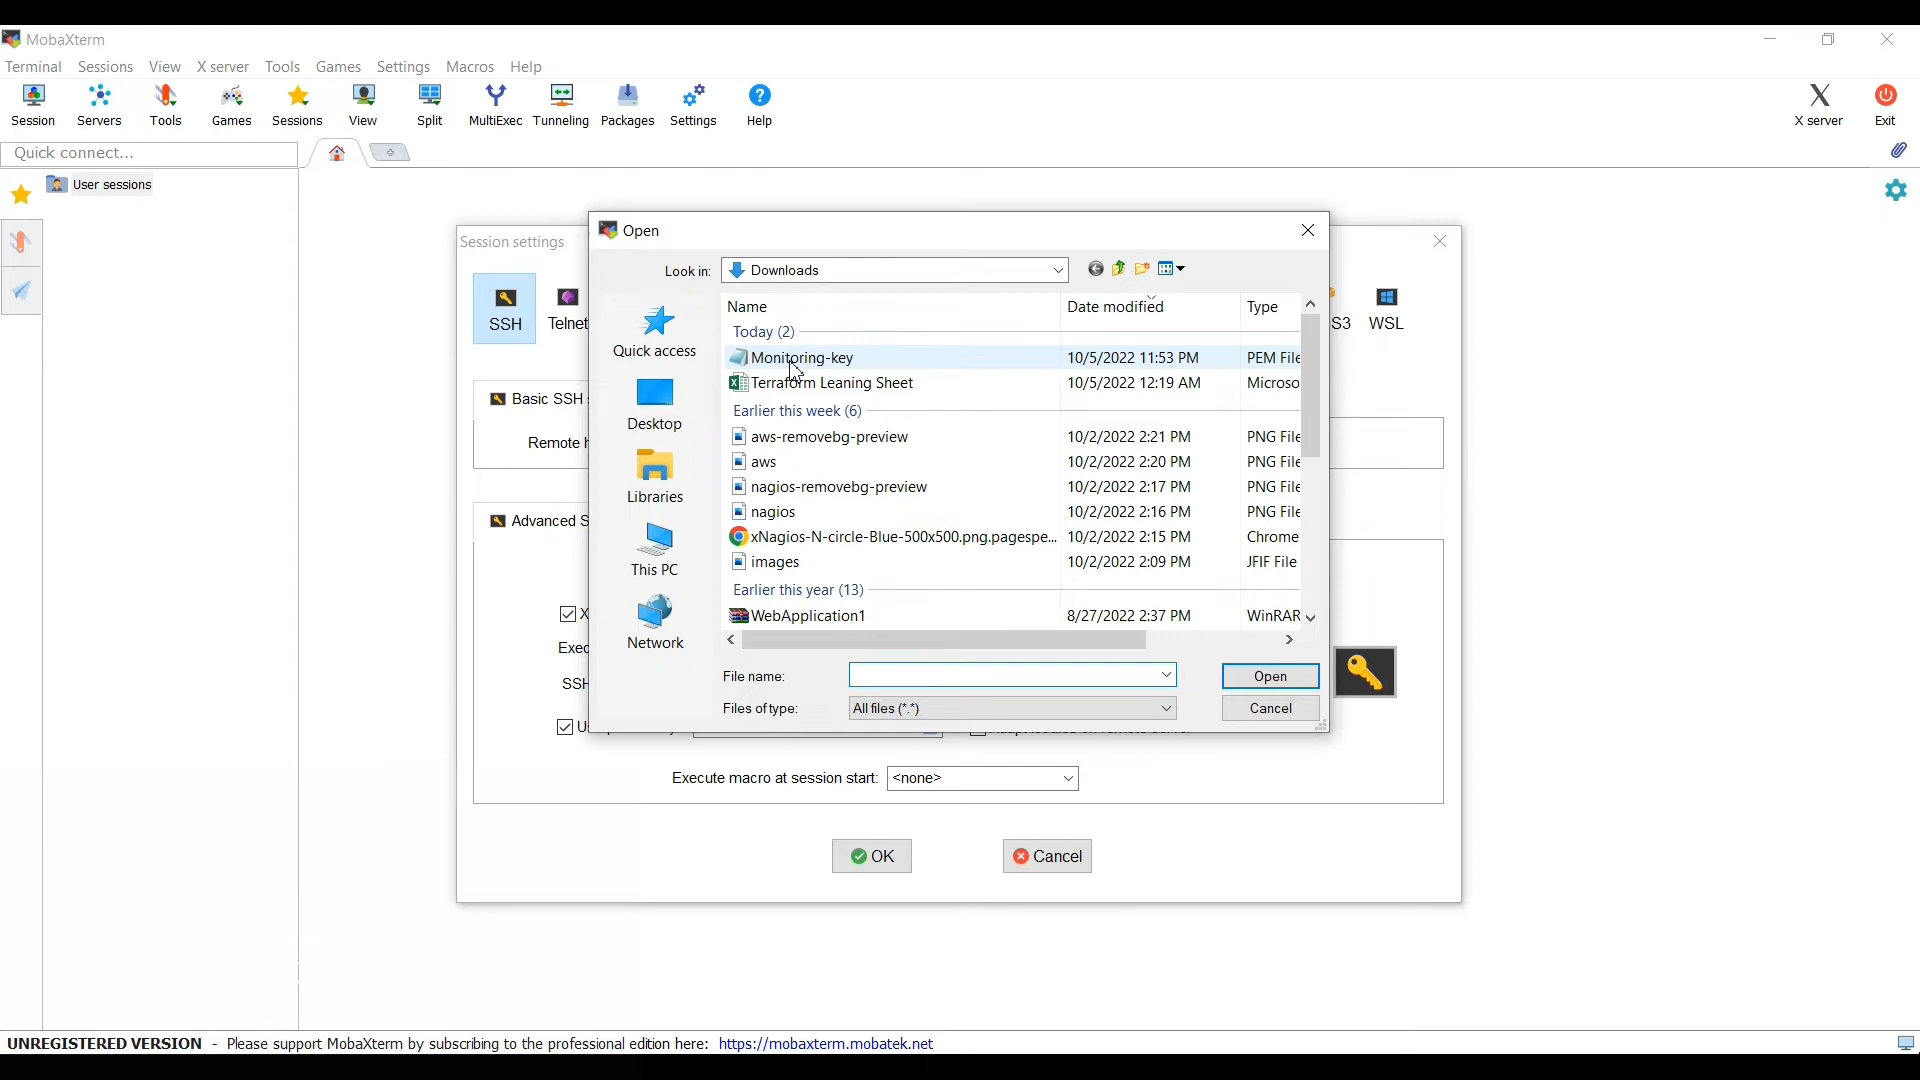 MobaXterm
Terminal Sessions View X server Tools Games Settings Macros Help
Session Servers Tools Games Sessions View Split MultiExec Tunneling Packages Settings Help X server Exit
Quick connect...
User sessions
Session settings
Open
Look in: Downloads
SSH Telnet S3 WSL
Quick access
Desktop
Libraries
This PC
Network
Name Date modified Type
Today (2)
Monitoring-key 10/5/2022 11:53 PM PEM File
Terraform Leaning Sheet 10/5/2022 12:19 AM Microso
Earlier this week (6)
aws-removebg-preview 10/2/2022 2:21 PM PNG File
aws 10/2/2022 2:20 PM PNG File
nagios-removebg-preview 10/2/2022 2:17 PM PNG File
nagios 10/2/2022 2:16 PM PNG File
xNagios-N-circle-Blue-500x500.png.pagespe... 10/2/2022 2:15 PM Chrome
images 10/2/2022 2:09 PM JFIF File
Earlier this year (13)
WebApplication1 8/27/2022 2:37 PM WinRAR
Basic SSH
Remote h
Advanced S
X
Exec
SSH
File name: Open
Files of type: All files (*.*) Cancel
Execute macro at session start: <none>
OK Cancel
UNREGISTERED VERSION - Please support MobaXterm by subscribing to the professional edition here: https://mobaxterm.mobatek.net